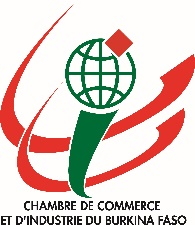 CHAMBRE DE COMMERCE
ET D'INDUSTRIE DU BURKINA FASO